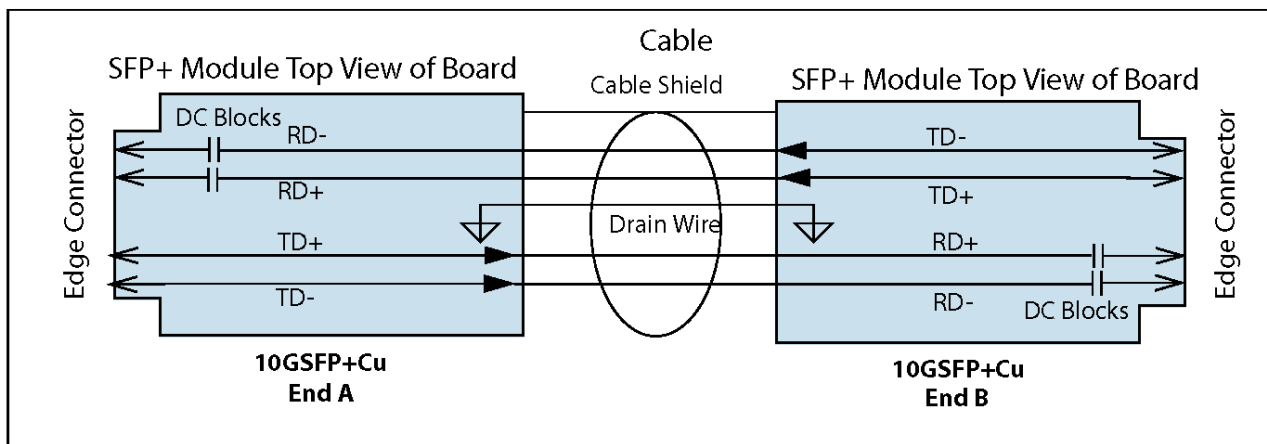 Cable
SFP+ Module Top View of Board
Cable Shield
SFP+ Module Top View of Board
DC Blocks
RD-
TD-
RD+
TD+
Edge Connector
Drain Wire
Edge Connector
TD+
RD+
TD-
RD-
DC Blocks
10GSFP+Cu
End A
10GSFP+Cu
End B